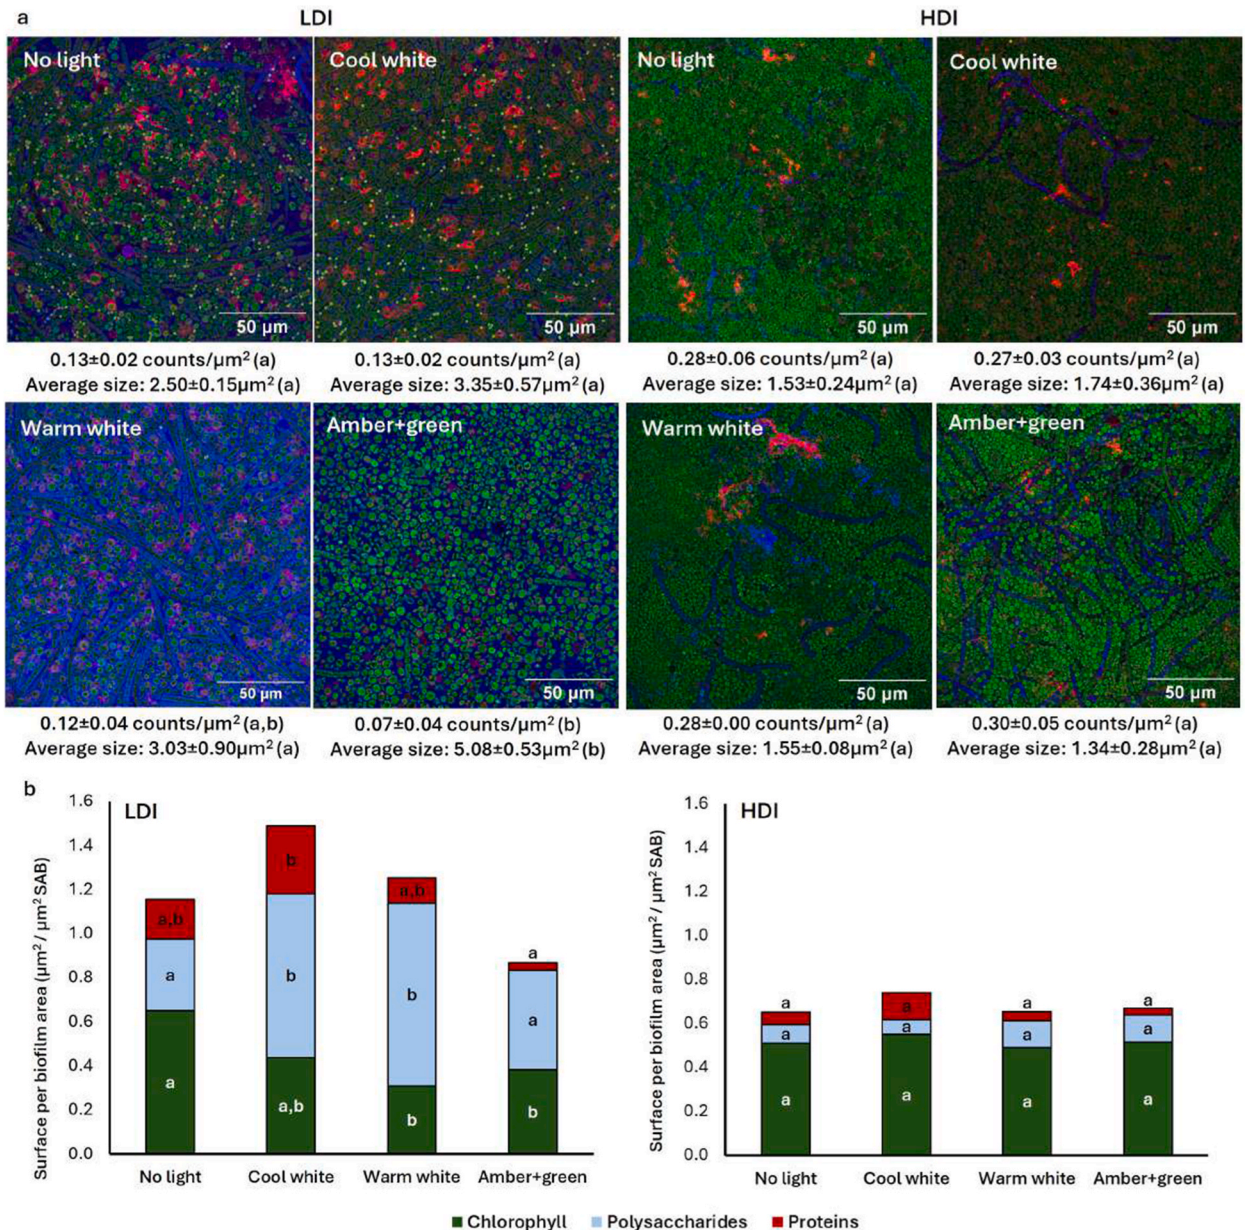 a
LDI
HDI
No light
Cool white
No light
Cool white
50 µm
50 µm
50 µm
50 µm
0.13±0.02 counts/µm² (a)
Average size: 2.50±0.15µm² (a)
0.13±0.02 counts/µm² (a)
Average size: 3.35±0.57µm² (a)
0.28±0.06 counts/µm² (a)
Average size: 1.53±0.24µm² (a)
0.27±0.03 counts/µm² (a)
Average size: 1.74±0.36µm² (a)
Warm white
Amber+green
Warm white
Amber+green
50 µm
50 µm
50 µm
50 µm
0.12±0.04 counts/µm² (a,b)
Average size: 3.03±0.90µm² (a)
0.07±0.04 counts/µm² (b)
Average size: 5.08±0.53µm² (b)
0.28±0.00 counts/µm² (a)
Average size: 1.55±0.08µm² (a)
0.30±0.05 counts/µm² (a)
Average size: 1.34±0.28µm² (a)
b
LDI
Surface per biofilm area (µm² / µm² SAB)
1.6
1.4
1.2
1.0
0.8
0.6
0.4
0.2
0.0
a,b
a
a
b
b
a,b
a,b
b
b
a
a
b
No light
Cool white
Warm white
Amber+green
HDI
Surface per biofilm area (µm² / µm² SAB)
1.6
1.4
1.2
1.0
0.8
0.6
0.4
0.2
0.0
a
a
a
a
a
a
a
a
a
a
a
a
No light
Cool white
Warm white
Amber+green
Chlorophyll
Polysaccharides
Proteins